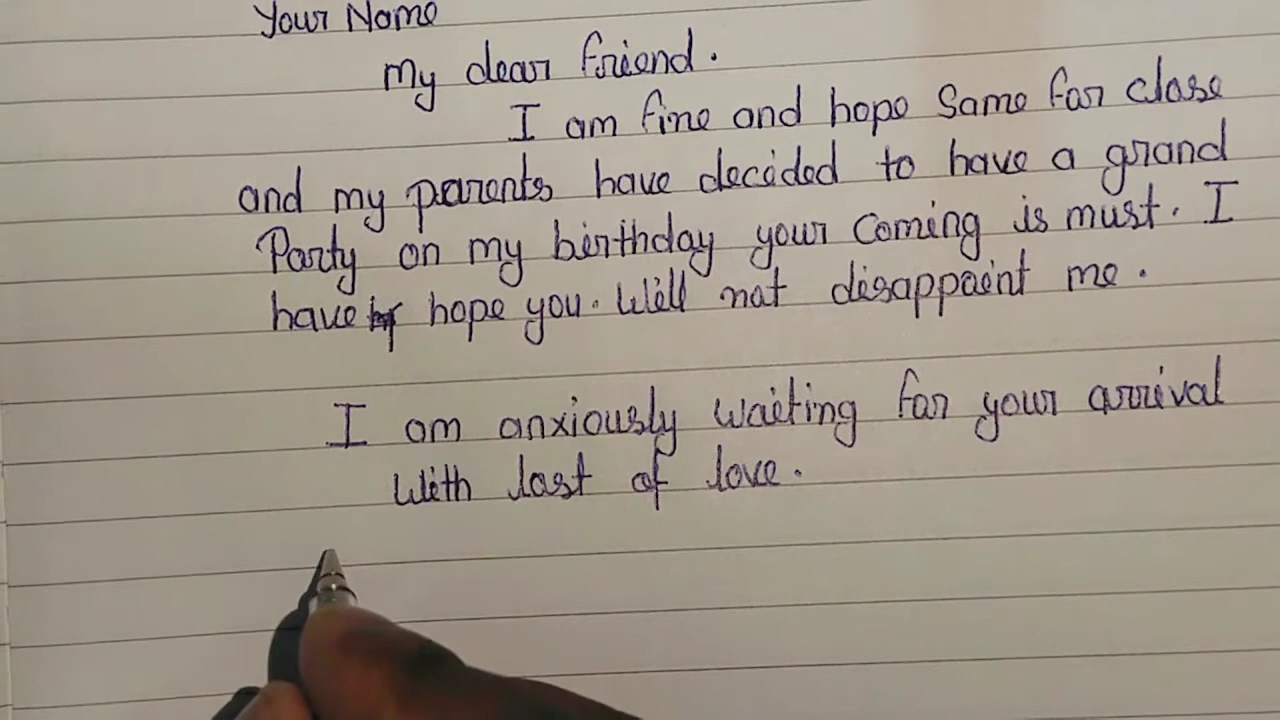 Your Name
My dear friend.
I am fine and hope Same for close
and my parents have decided to have a grand
Party on my birthday your Coming is must. I
have hope you. Will not disappoint me.
I am anxiously waiting for your arrival
With last of love.